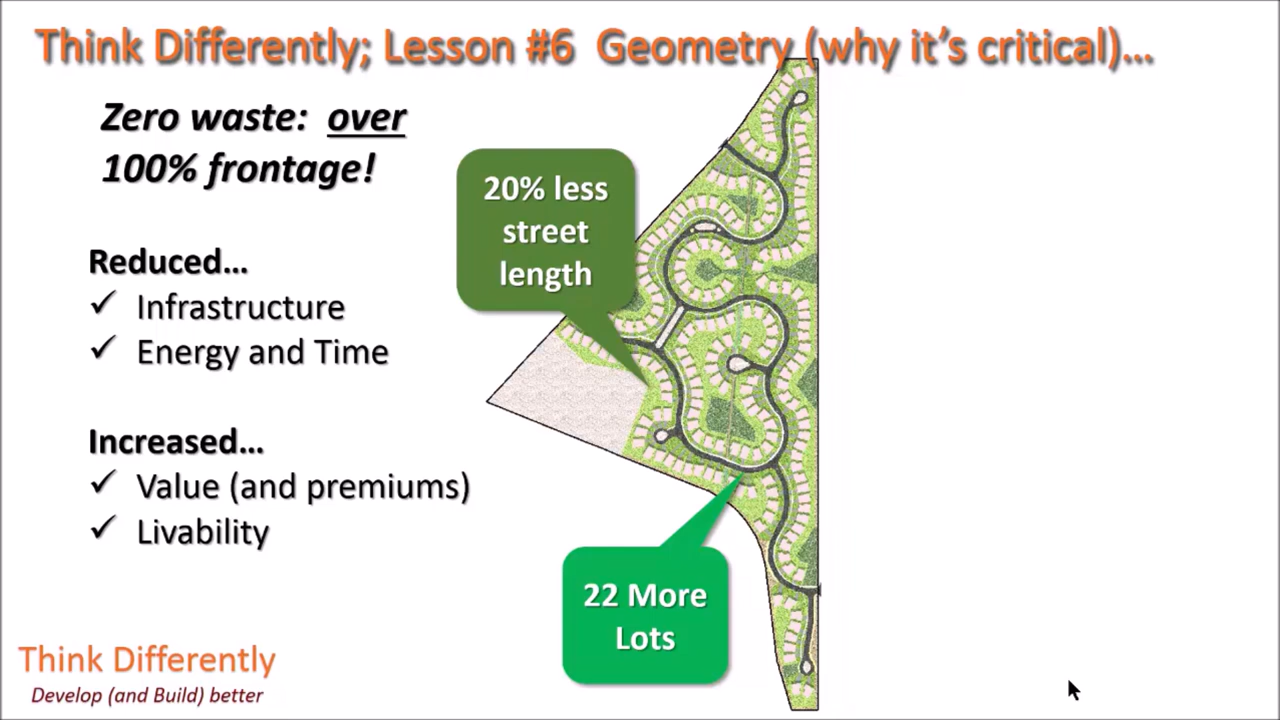 Think Differently; Lesson #6 Geometry (why it's critical)...
Zero waste: over
100% frontage!
20% less
street
length
Reduced...
✓ Infrastructure
✓ Energy and Time
Increased...
✓ Value (and premiums)
✓ Livability
22 More
Lots
Think Differently
Develop (and Build) better